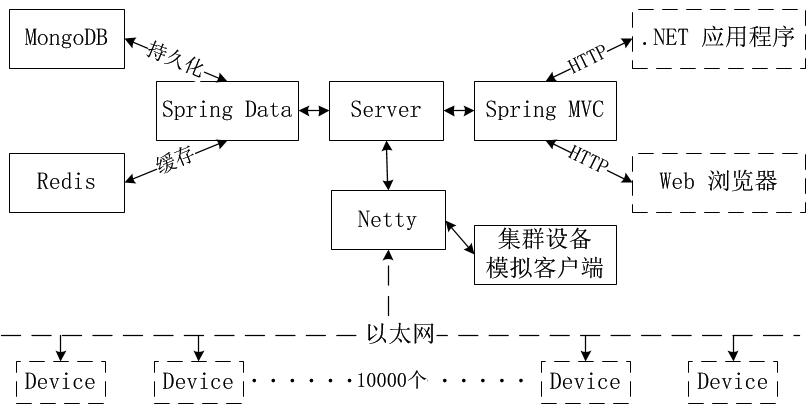 MongoDB
持久化
.NET 应用程序
HTTP
Spring Data
Server
Spring MVC
缓存
HTTP
Redis
Web 浏览器
Netty
集群设备
模拟客户端
以太网
Device
Device
······10000个 ·····
Device
Device